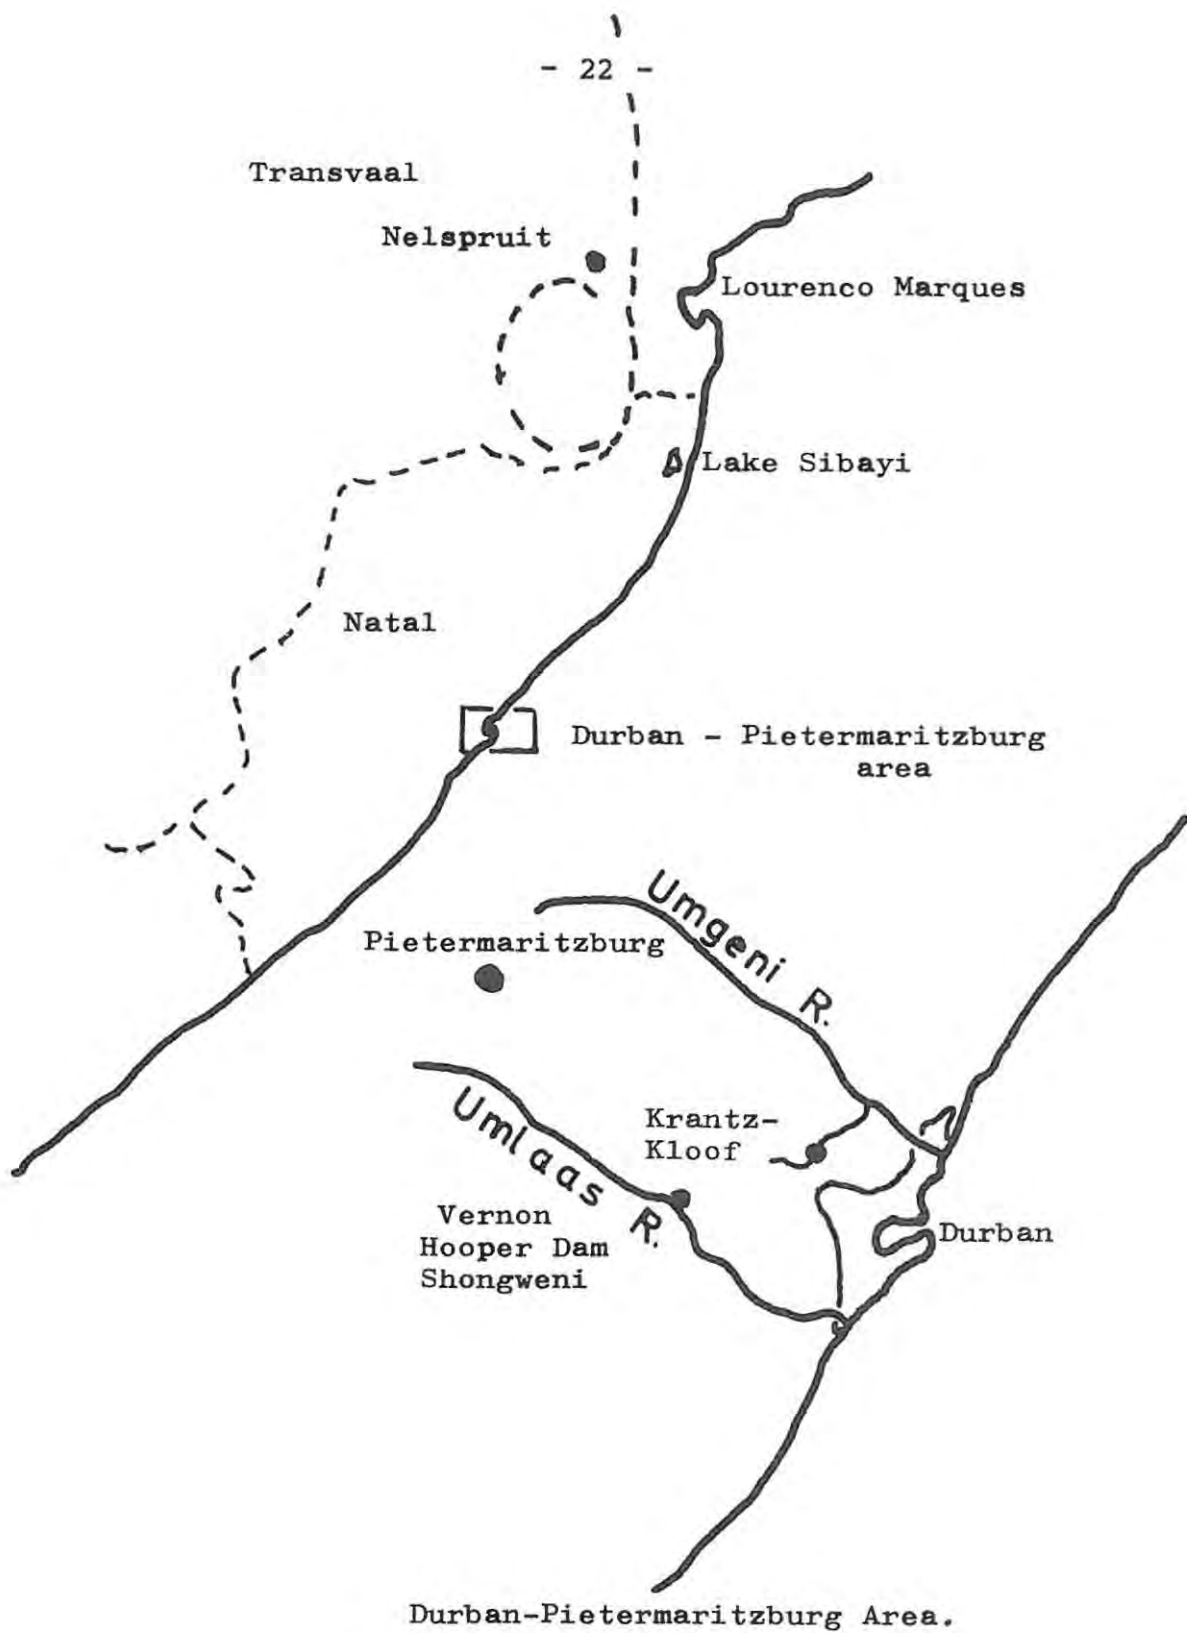 - 22 -
Transvaal
Nelspruit
Lourenco Marques
Lake Sibayi
Natal
Durban - Pietermaritzburg
area
Umgeni R.
Pietermaritzburg
Krantz-
Kloof
Umlaas R.
Vernon
Hooper Dam
Shongweni
Durban
Durban-Pietermaritzburg Area.